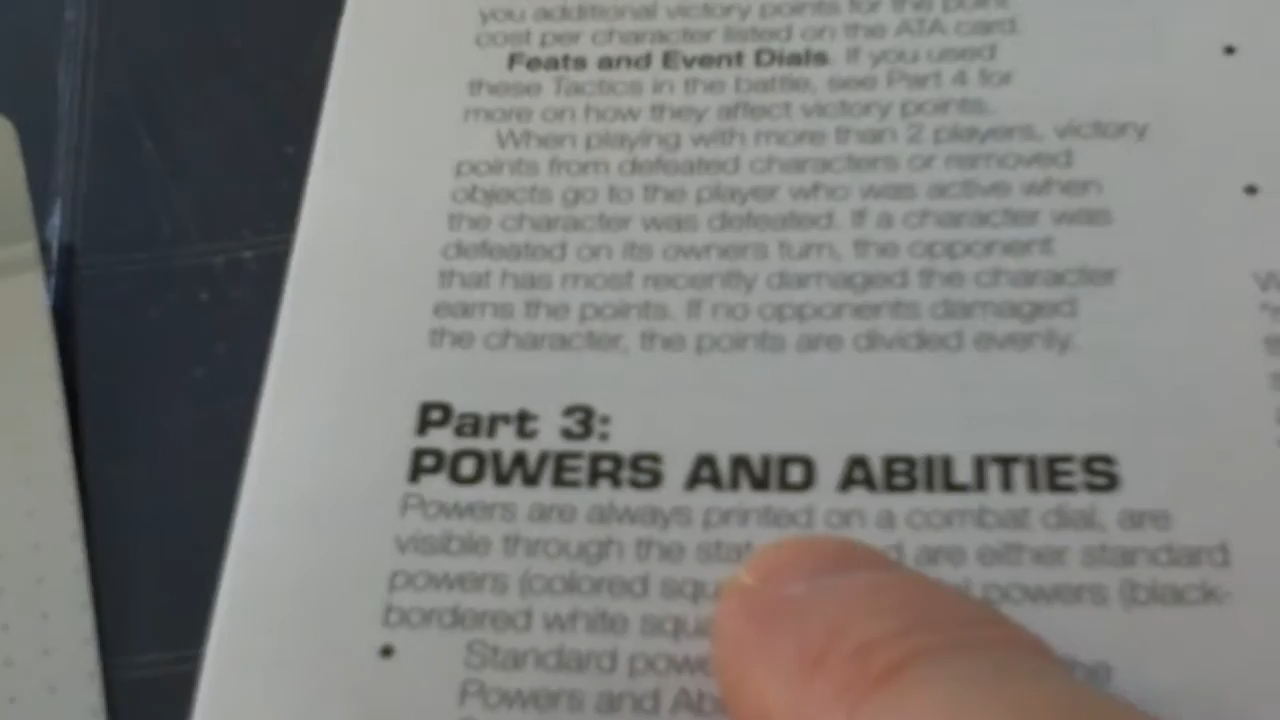 you additional victory points for the point
cost per character listed on the ATA card.
Feats and Event Dials. If you used
these Tactics in the battle, see Part 4 for
more on how they affect victory points.
When playing with more than 2 players, victory
points from defeated characters or removed
objects go to the player who was active when
the character was defeated. If a character was
defeated on its owners turn, the opponent
that has most recently damaged the character
earns the points. If no opponents damaged
the character, the points are divided evenly.
Part 3:
POWERS AND ABILITIES
Powers are always printed on a combat dial, are
visible through the are either standard
powers (colored powers (black-
bordered white
• Standard
Powers and